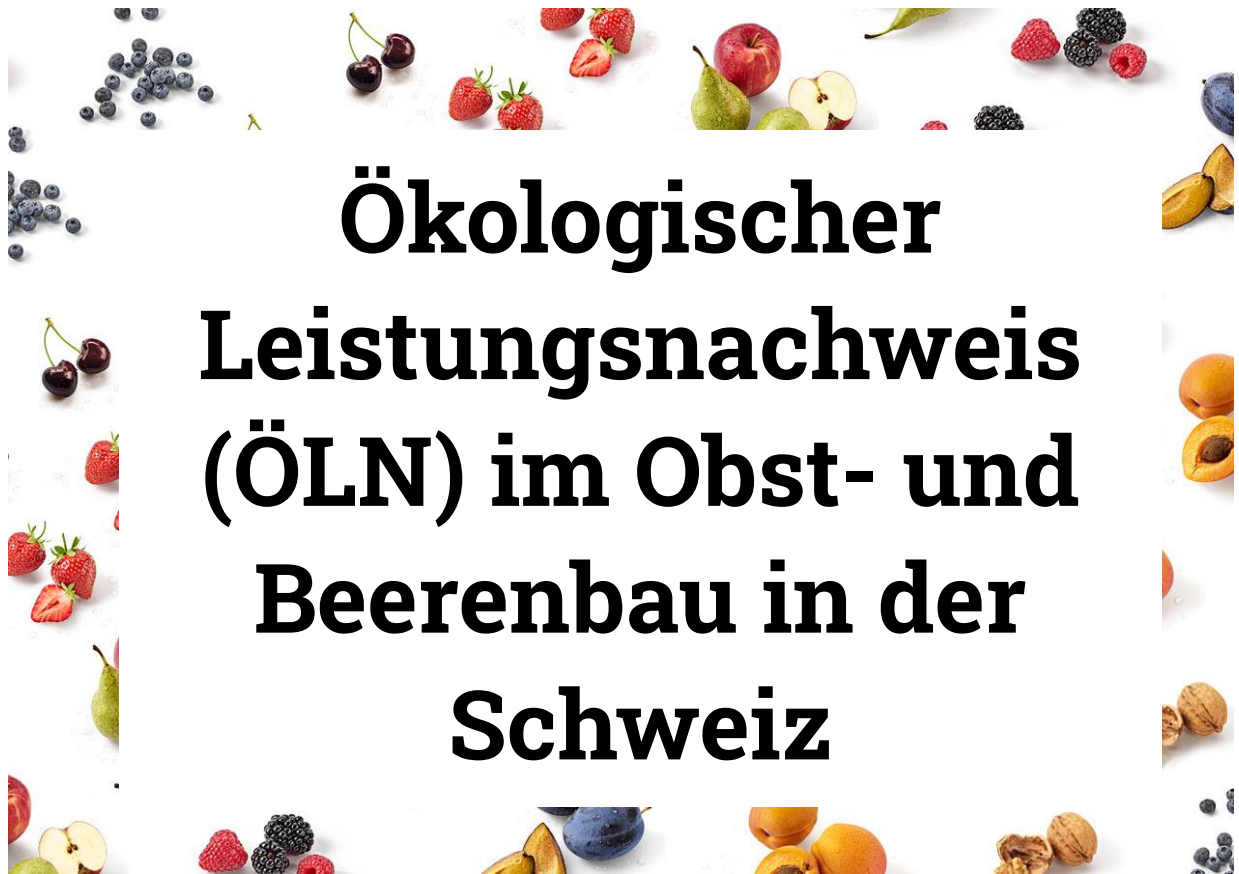 Ökologischer
Leistungsnachweis
(ÖLN) im Obst- und
Beerenbau in der
Schweiz